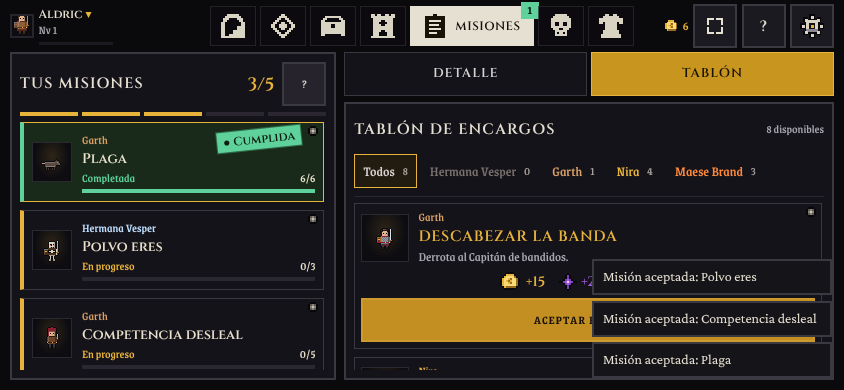 ALDRIC ▼
Nv 1
MISIONES
1
6
?
TUS MISIONES 3/5
?
Garth
PLAGA
• CUMPLIDA
Completada 6/6
Hermana Vesper
POLVO ERES
En progreso 0/3
Garth
COMPETENCIA DESLEAL
En progreso 0/5
DETALLE
TABLÓN
TABLÓN DE ENCARGOS
8 disponibles
Todos 8
Hermana Vesper 0
Garth 1
Nira 4
Maese Brand 3
Garth
DESCABEZAR LA BANDA
Derrota al Capitán de bandidos.
+15
ACEPTAR
Misión aceptada: Polvo eres
Misión aceptada: Competencia desleal
Misión aceptada: Plaga